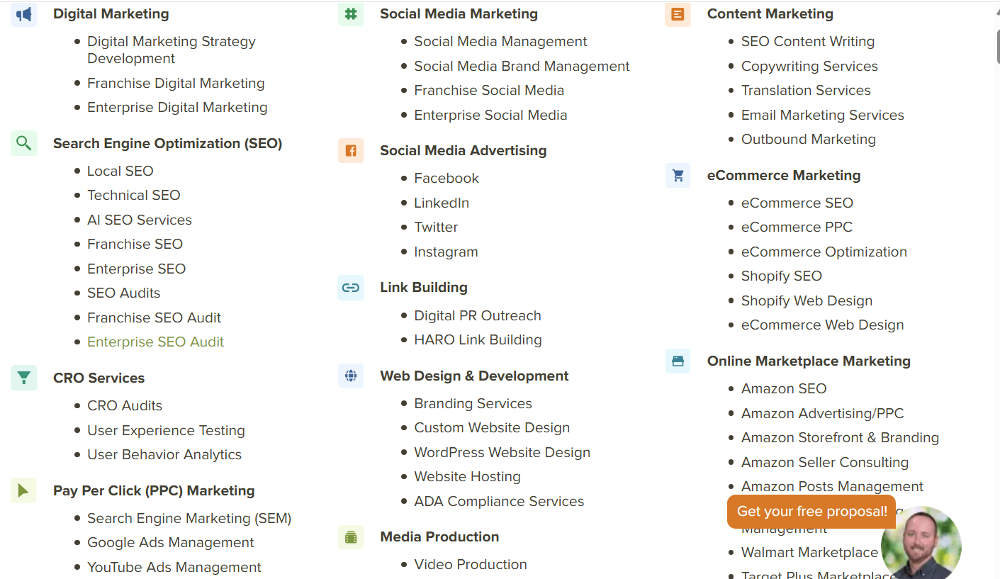 Digital Marketing
Digital Marketing Strategy
Development
Franchise Digital Marketing
Enterprise Digital Marketing
Search Engine Optimization (SEO)
Local SEO
Technical SEO
AI SEO Services
Franchise SEO
Enterprise SEO
SEO Audits
Franchise SEO Audit
Enterprise SEO Audit
CRO Services
CRO Audits
User Experience Testing
User Behavior Analytics
Pay Per Click (PPC) Marketing
Search Engine Marketing (SEM)
Google Ads Management
YouTube Ads Management
Social Media Marketing
Social Media Management
Social Media Brand Management
Franchise Social Media
Enterprise Social Media
Social Media Advertising
Facebook
LinkedIn
Twitter
Instagram
Link Building
Digital PR Outreach
HARO Link Building
Web Design & Development
Branding Services
Custom Website Design
WordPress Website Design
Website Hosting
ADA Compliance Services
Media Production
Video Production
Content Marketing
SEO Content Writing
Copywriting Services
Translation Services
Email Marketing Services
Outbound Marketing
eCommerce Marketing
eCommerce SEO
eCommerce PPC
eCommerce Optimization
Shopify SEO
Shopify Web Design
eCommerce Web Design
Online Marketplace Marketing
Amazon SEO
Amazon Advertising/PPC
Amazon Storefront & Branding
Amazon Seller Consulting
Amazon Posts Management
Get your free proposal!
Management
Walmart Marketplace
Target Plus Marketplace